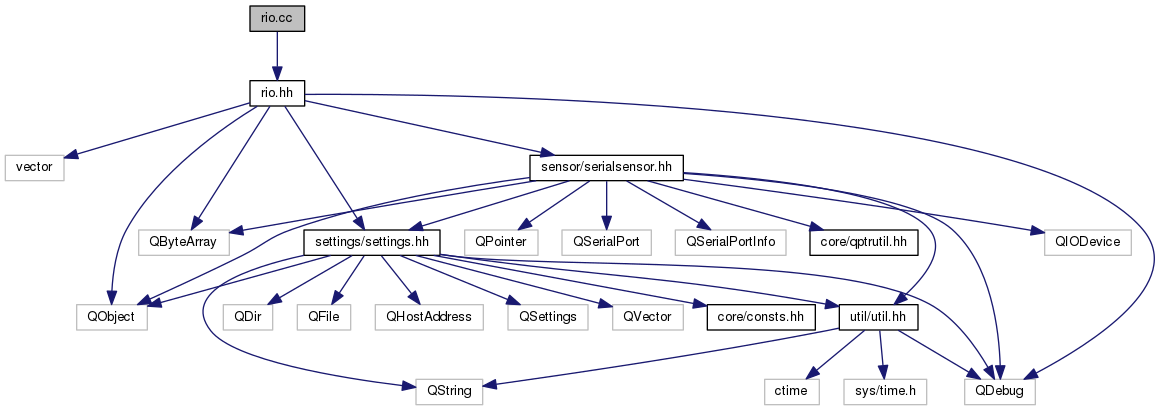 rio.cc
rio.hh
vector
sensor/serialsensor.hh
QByteArray
settings/settings.hh
QPointer
QSerialPort
QSerialPortInfo
core/qptrutil.hh
QIODevice
QObject
QDir
QFile
QHostAddress
QSettings
QVector
core/consts.hh
util/util.hh
QString
ctime
sys/time.h
QDebug